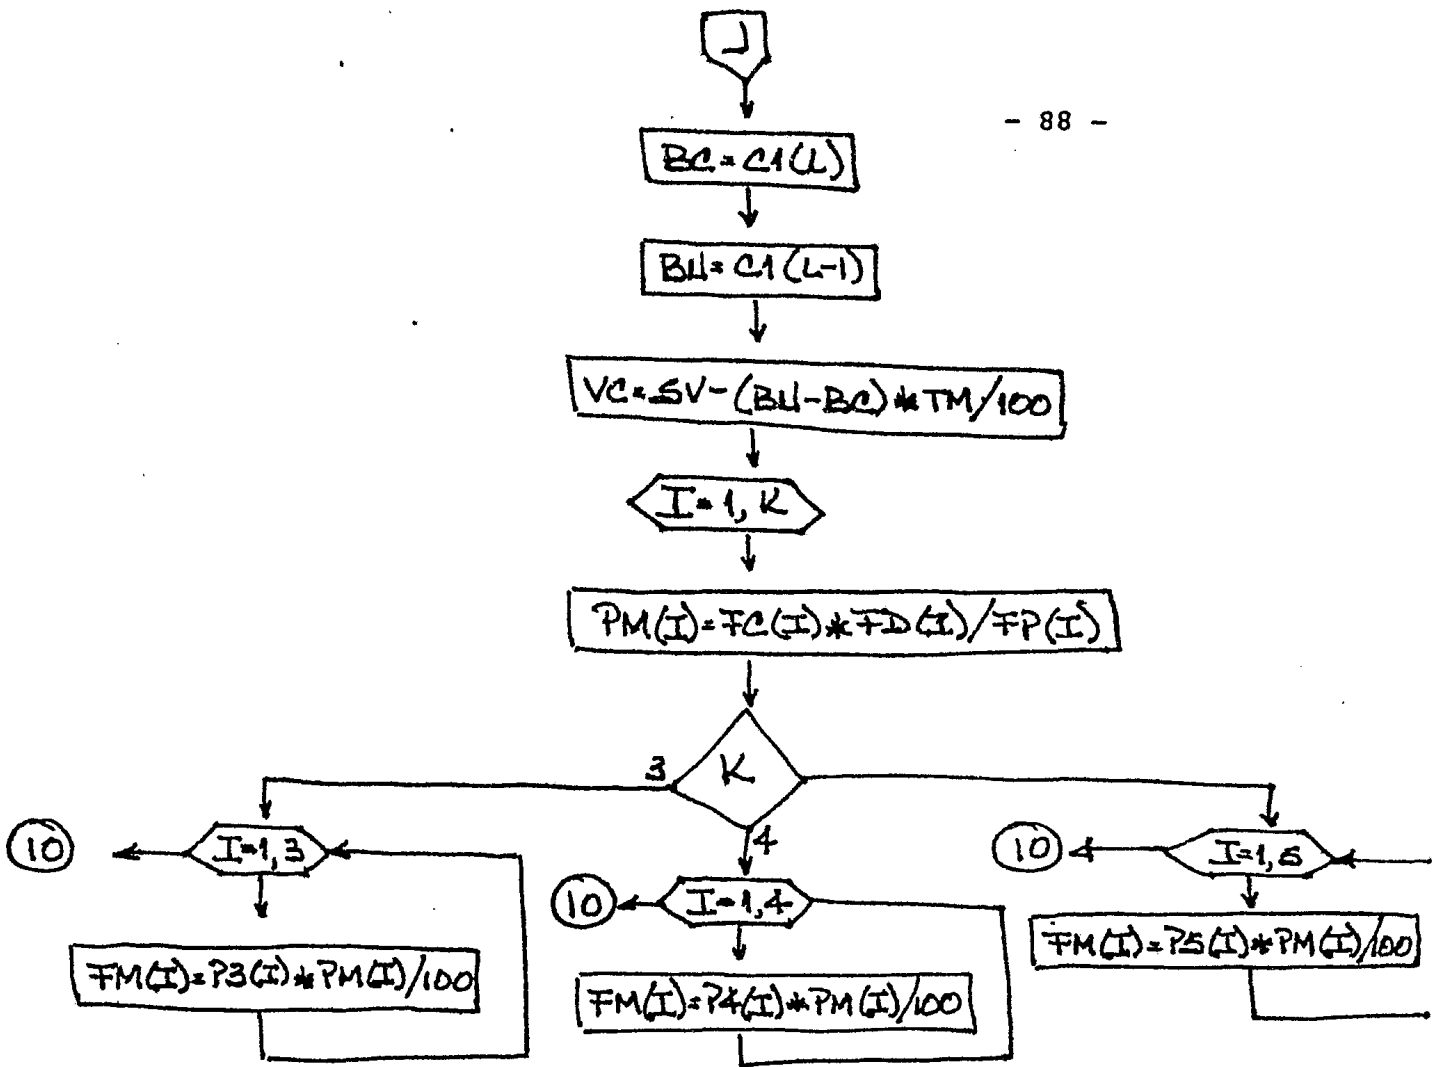 J
- 88 -
BC=C1(L)
BU=C1(L-1)
VC=SV-(BU-BC)*TM/100
I=1,K
PM(I)=FC(I)*FD(I)/FP(I)
K
3
4
10
I=1,3
10
I=1,4
10
I=1,5
FM(I)=P3(I)*PM(I)/100
FM(I)=P4(I)*PM(I)/100
FM(I)=P5(I)*PM(I)/100